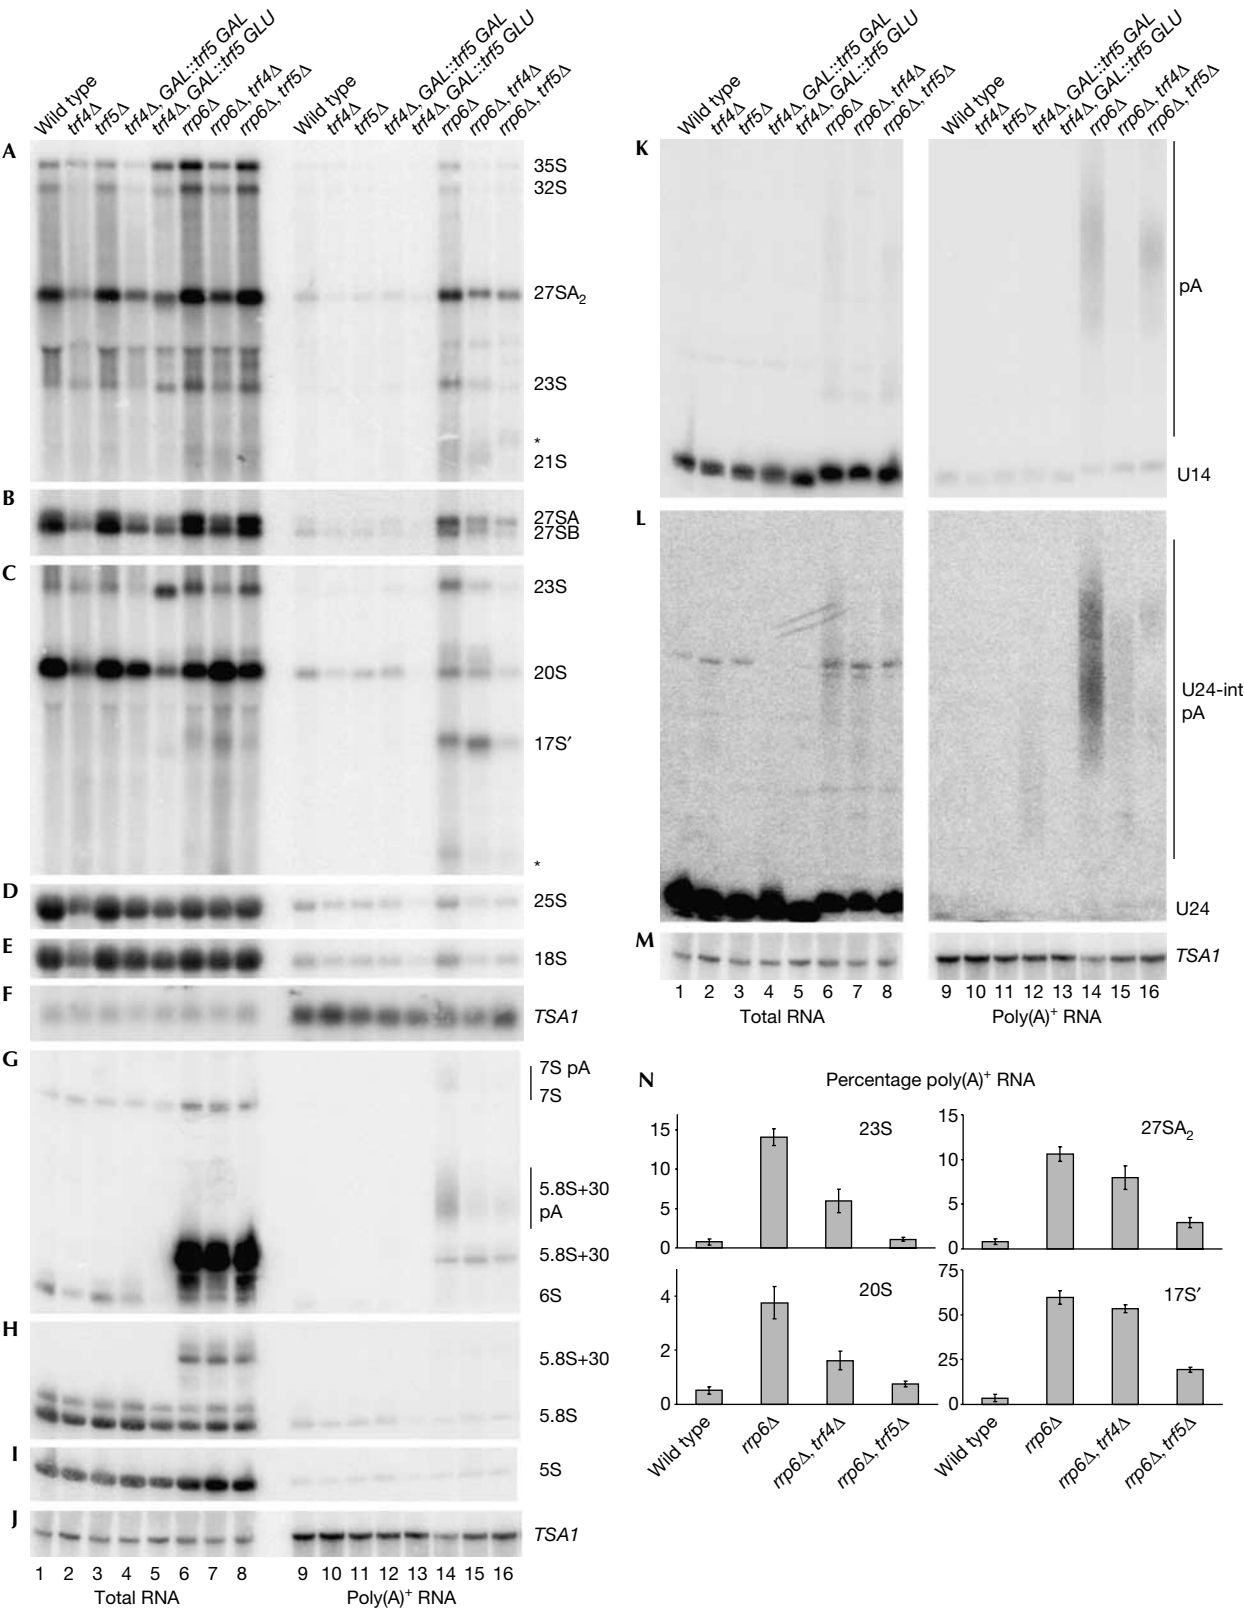 Wild type
trf4Δ
trf5Δ
trf4Δ, GAL::trf5 GAL
trf4Δ, GAL::trf5 GLU
rrp6Δ
rrp6Δ, trf4Δ
rrp6Δ, trf5Δ
Wild type
trf4Δ
trf5Δ
trf4Δ, GAL::trf5 GAL
trf4Δ, GAL::trf5 GLU
rrp6Δ
rrp6Δ, trf4Δ
rrp6Δ, trf5Δ
A
35S
32S
27SA2
23S
*
21S
B
27SA
27SB
C
23S
20S
17S′
*
D
25S
E
18S
F
TSA1
G
7S pA
7S
5.8S+30
pA
5.8S+30
6S
H
5.8S+30
5.8S
I
5S
J
TSA1
1 2 3 4 5 6 7 8 9 10 11 12 13 14 15 16
Total RNA Poly(A)+ RNA
Wild type
trf4Δ
trf5Δ
trf4Δ, GAL::trf5 GAL
trf4Δ, GAL::trf5 GLU
rrp6Δ
rrp6Δ, trf4Δ
rrp6Δ, trf5Δ
Wild type
trf4Δ
trf5Δ
trf4Δ, GAL::trf5 GAL
trf4Δ, GAL::trf5 GLU
rrp6Δ
rrp6Δ, trf4Δ
rrp6Δ, trf5Δ
K
pA
U14
L
U24-int
pA
U24
M
TSA1
1 2 3 4 5 6 7 8 9 10 11 12 13 14 15 16
Total RNA Poly(A)+ RNA
N
Percentage poly(A)+ RNA
23S
15
10
5
0
27SA2
15
10
5
0
20S
4
2
0
17S′
75
50
25
0
Wild type
rrp6Δ
rrp6Δ, trf4Δ
rrp6Δ, trf5Δ
Wild type
rrp6Δ
rrp6Δ, trf4Δ
rrp6Δ, trf5Δ